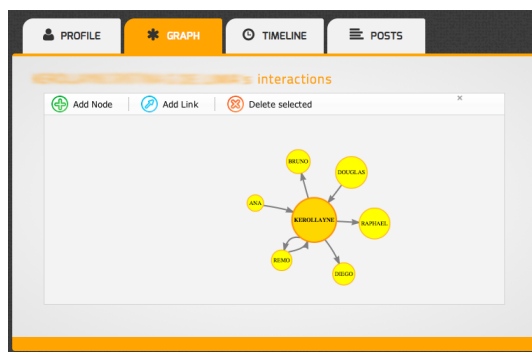 PROFILE
GRAPH
TIMELINE
POSTS
interactions
Add Node
Add Link
Delete selected
BRUNO
DOUGLAS
ANA
KEROLLAYNE
RAPHAEL
REMO
DIEGO